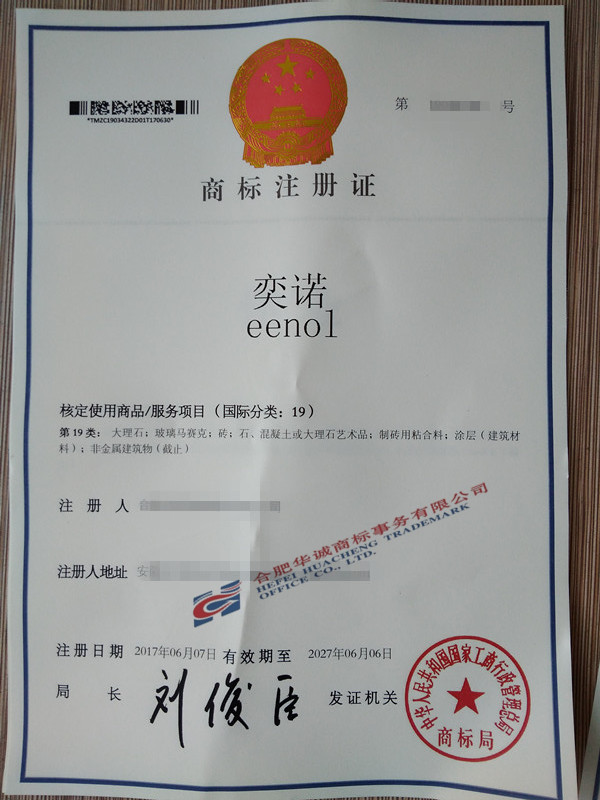 *TM2C19034322D01T170630*
第 号
商标注册证
奕诺
eenol
核定使用商品/服务项目（国际分类：19）
第19类：大理石；玻璃马赛克；砖；石、混凝土或大理石艺术品；制砖用粘合料；涂层（建筑材
料）；非金属建筑物（截止）
注册人
注册人地址 安
合肥华诚商标事务有限公司
HEFEI HUACHENG TRADEMARK
OFFICE CO., LTD.
注册日期 2017年06月07日 有效期至 2027年06月06日
局长 刘俊臣 发证机关
中华人民共和国国家工商行政管理总局
商标局